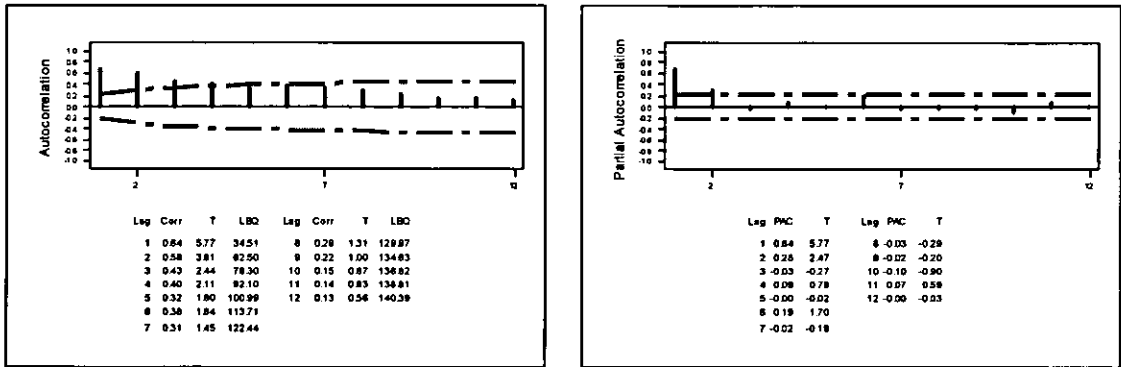 Autocorrelation
1.0
0.8
0.6
0.4
0.2
0.0
-0.2
-0.4
-0.6
-0.8
-1.0
2 7 12
Lag Corr T LBQ Lag Corr T LBQ
1 0.64 5.77 34.51 8 0.28 1.31 129.97
2 0.58 3.81 62.50 9 0.22 1.00 134.63
3 0.43 2.44 78.30 10 0.15 0.67 136.82
4 0.40 2.11 92.10 11 0.14 0.63 138.81
5 0.32 1.60 100.99 12 0.13 0.56 140.39
6 0.38 1.84 113.71
7 0.31 1.45 122.44
Partial Autocorrelation
1.0
0.8
0.6
0.4
0.2
0.0
-0.2
-0.4
-0.6
-0.8
-1.0
2 7 12
Lag PAC T Lag PAC T
1 0.64 5.77 8 -0.03 -0.29
2 0.28 2.47 9 -0.02 -0.20
3 -0.03 -0.27 10 -0.10 -0.90
4 0.09 0.78 11 0.07 0.59
5 -0.00 -0.02 12 -0.00 -0.03
6 0.19 1.70
7 -0.02 -0.19